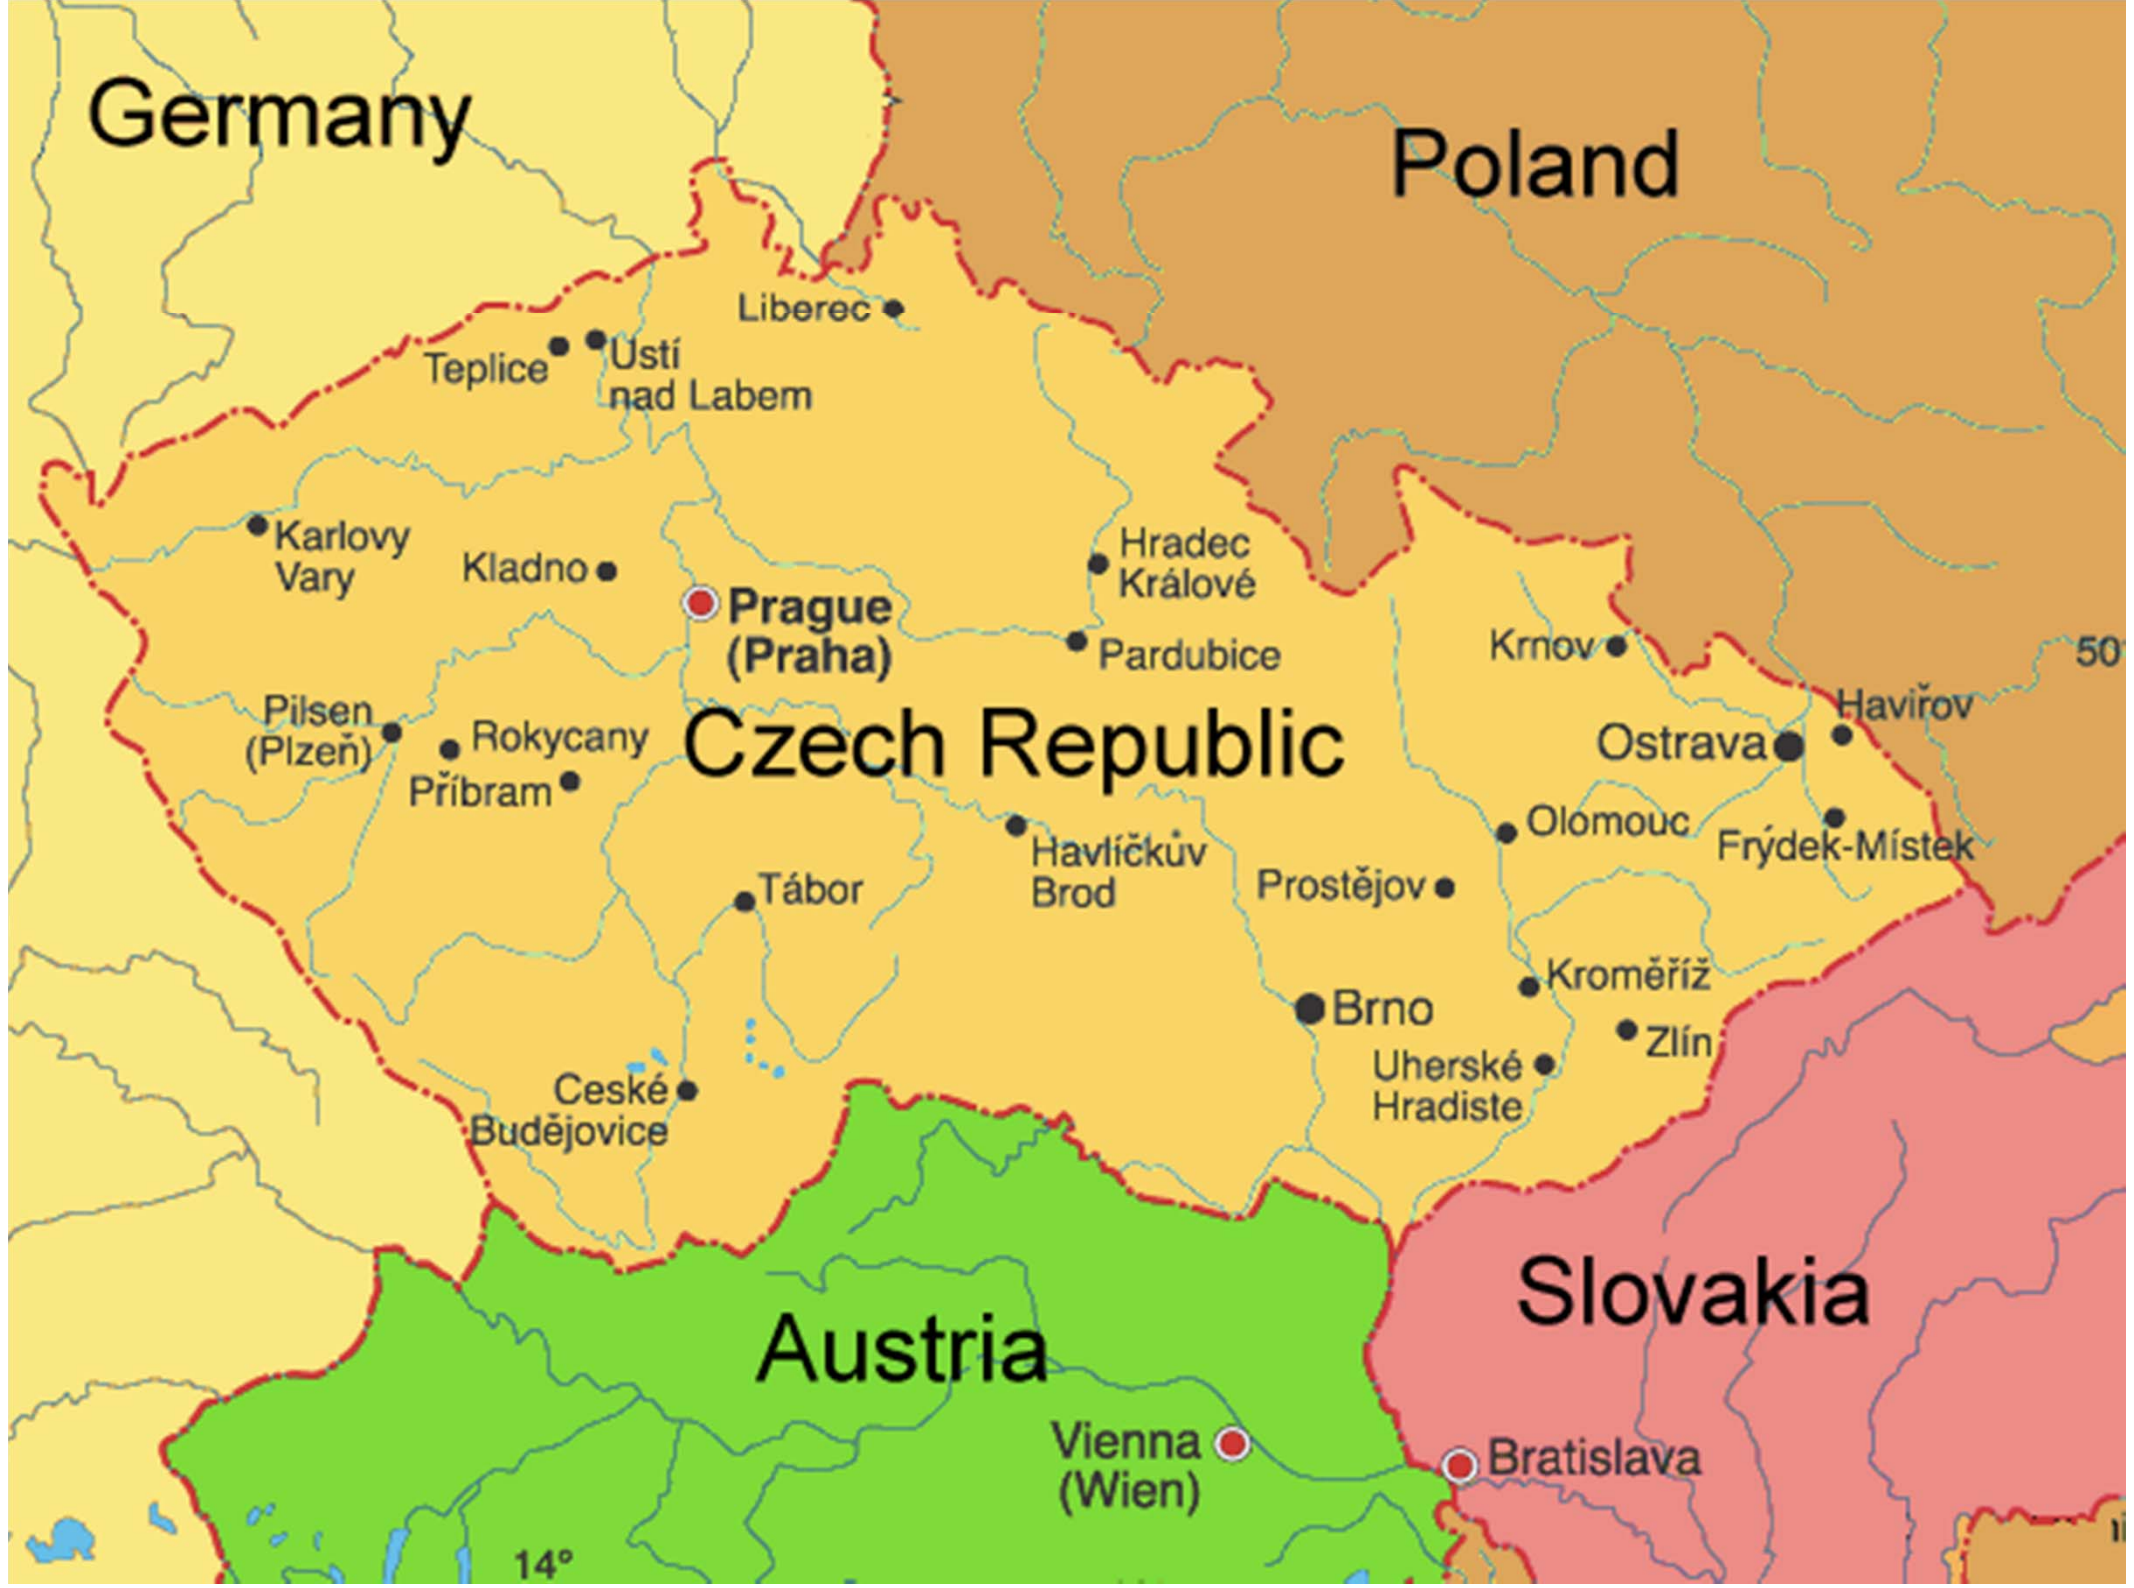 Germany
Poland
Liberec
Teplice
Ustí
nad Labem
Karlovy
Vary
Kladno
Hradec
Králové
Prague
(Praha)
Pardubice
Krnov
50°
Pilsen
(Plzeň)
Rokycany
Příbram
Czech Republic
Haviřov
Ostrava
Olomouc
Frýdek-Místek
Havlíčkův
Brod
Tábor
Prostějov
Kroměříž
Brno
Zlín
Uherské
Hradiste
Ceské
Budějovice
Slovakia
Austria
Vienna
(Wien)
Bratislava
14°